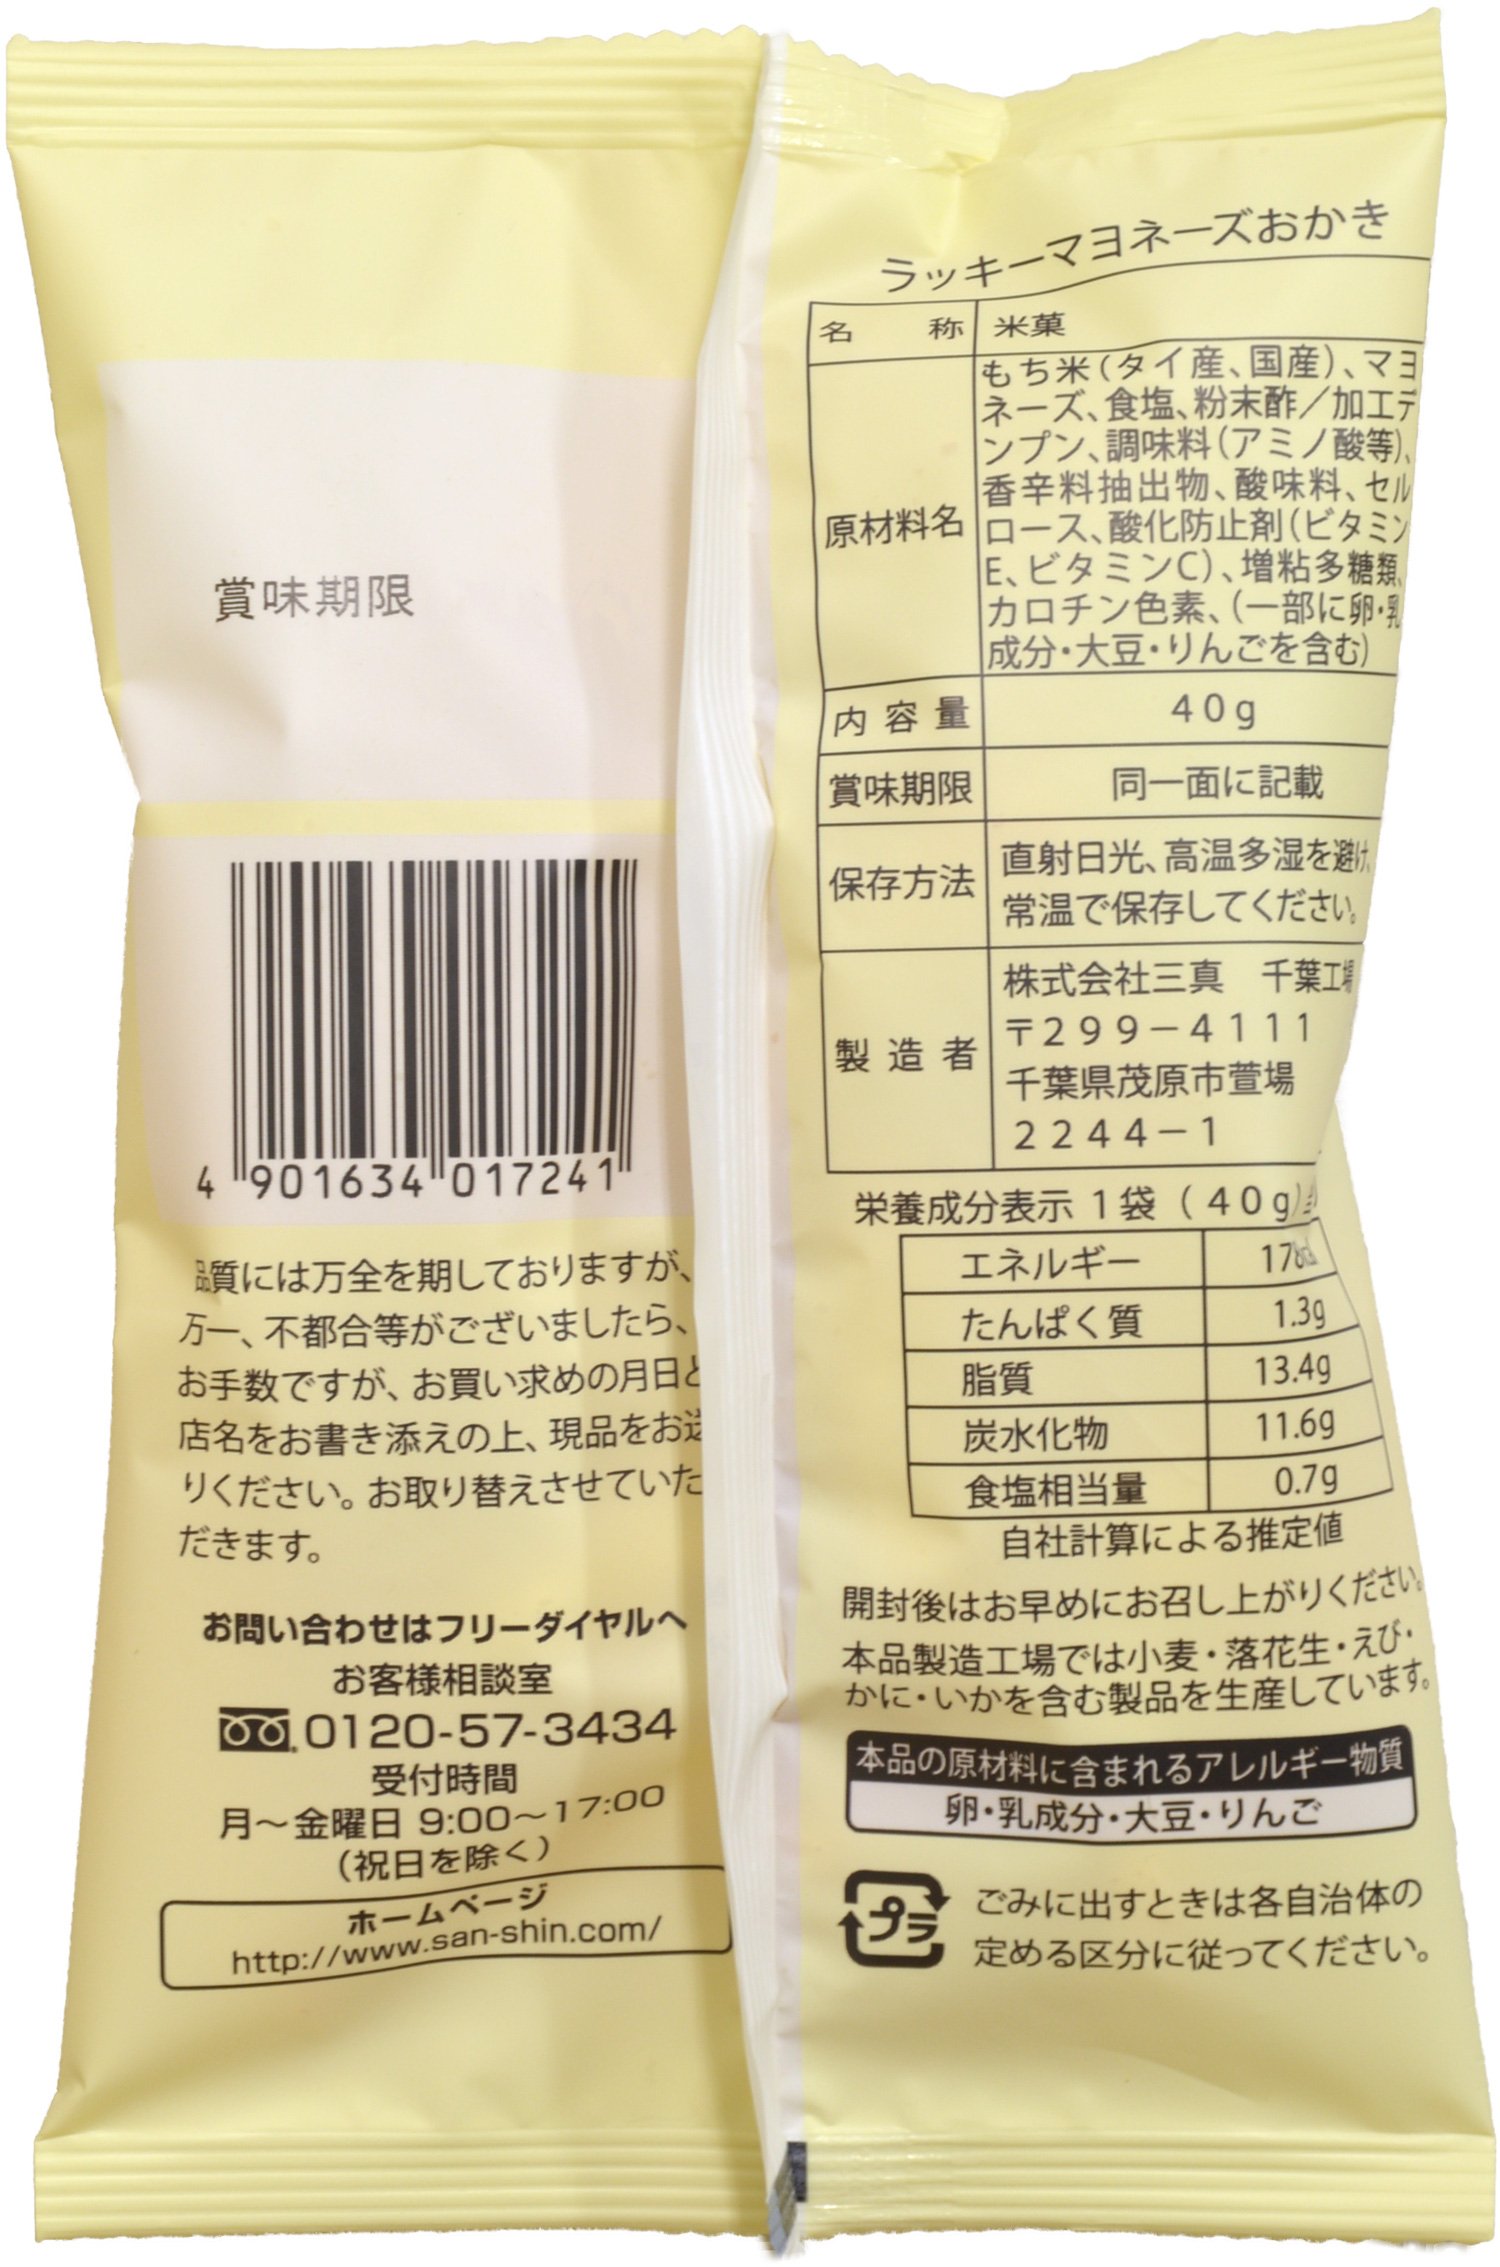 賞味期限
4 901634 017241
品質には万全を期しておりますが、
万一、不都合等がございましたら、
お手数ですが、お買い求めの月日と
店名をお書き添えの上、現品をお送
りください。お取り替えさせていた
だきます。
お問い合わせはフリーダイヤルへ
お客様相談室
0120-57-3434
受付時間
月～金曜日 9:00～17:00
（祝日を除く）
ホームページ
http://www.san-shin.com/
ラッキーマヨネーズおかき
名称 米菓
原材料名
もち米（タイ産、国産）、マヨ
ネーズ、食塩、粉末酢／加工デ
ンプン、調味料（アミノ酸等）、
香辛料抽出物、酸味料、セル
ロース、酸化防止剤（ビタミン
E、ビタミンC）、増粘多糖類、
カロチン色素、（一部に卵・乳
成分・大豆・りんごを含む）
内容量 40g
賞味期限 同一面に記載
保存方法
直射日光、高温多湿を避け、
常温で保存してください。
製造者
株式会社三真 千葉工場
〒299－4111
千葉県茂原市萱場
2244－1
栄養成分表示 1袋（40g）
エネルギー
たんぱく質 1.3g
脂質 13.4g
炭水化物 11.6g
食塩相当量 0.7g
自社計算による推定値
開封後はお早めにお召し上がりください。
本品製造工場では小麦・落花生・えび・
かに・いかを含む製品を生産しています。
本品の原材料に含まれるアレルギー物質
卵・乳成分・大豆・りんご
プラ
ごみに出すときは各自治体の
定める区分に従ってください。